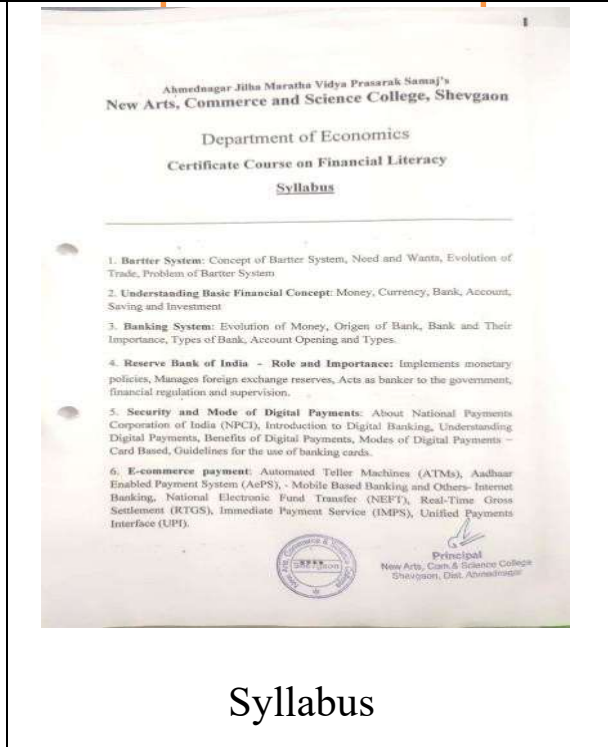 Ahmednagar Jilha Maratha Vidya Prasarak Samaj's
New Arts, Commerce and Science College, Shevgaon
Department of Economics
Certificate Course on Financial Literacy
Syllabus
1. Bartter System: Concept of Bartter System, Need and Wants, Evolution of
Trade, Problem of Bartter System
2. Understanding Basic Financial Concept: Money, Currency, Bank, Account,
Saving and Investment
3. Banking System: Evolution of Money, Origen of Bank, Bank and Their
Importance, Types of Bank, Account Opening and Types.
4. Reserve Bank of India – Role and Importance: Implements monetary
policies, Manages foreign exchange reserves, Acts as banker to the government,
financial regulation and supervision.
5. Security and Mode of Digital Payments: About National Payments
Corporation of India (NPCI), Introduction to Digital Banking, Understanding
Digital Payments, Benefits of Digital Payments, Modes of Digital Payments –
Card Based, Guidelines for the use of banking cards.
6. E-commerce payment: Automated Teller Machines (ATMs), Aadhaar
Enabled Payment System (AePS), - Mobile Based Banking and Others- Internet
Banking, National Electronic Fund Transfer (NEFT), Real-Time Gross
Settlement (RTGS), Immediate Payment Service (IMPS), Unified Payments
Interface (UPI).
Shevgaon
Principal
New Arts, Com.& Science College
Shevgaon, Dist. Ahmednagar
Syllabus